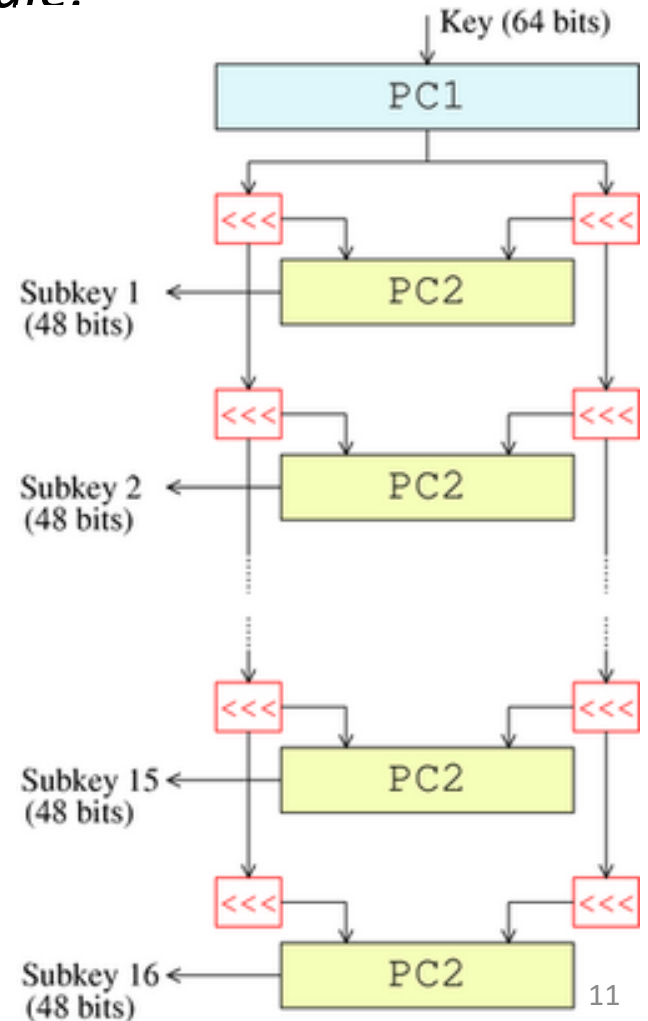 Key (64 bits)
PC1
<<< <<<
PC2
Subkey 1
(48 bits)
<<< <<<
PC2
Subkey 2
(48 bits)
<<< <<<
PC2
Subkey 15
(48 bits)
<<< <<<
PC2
Subkey 16
(48 bits)
11